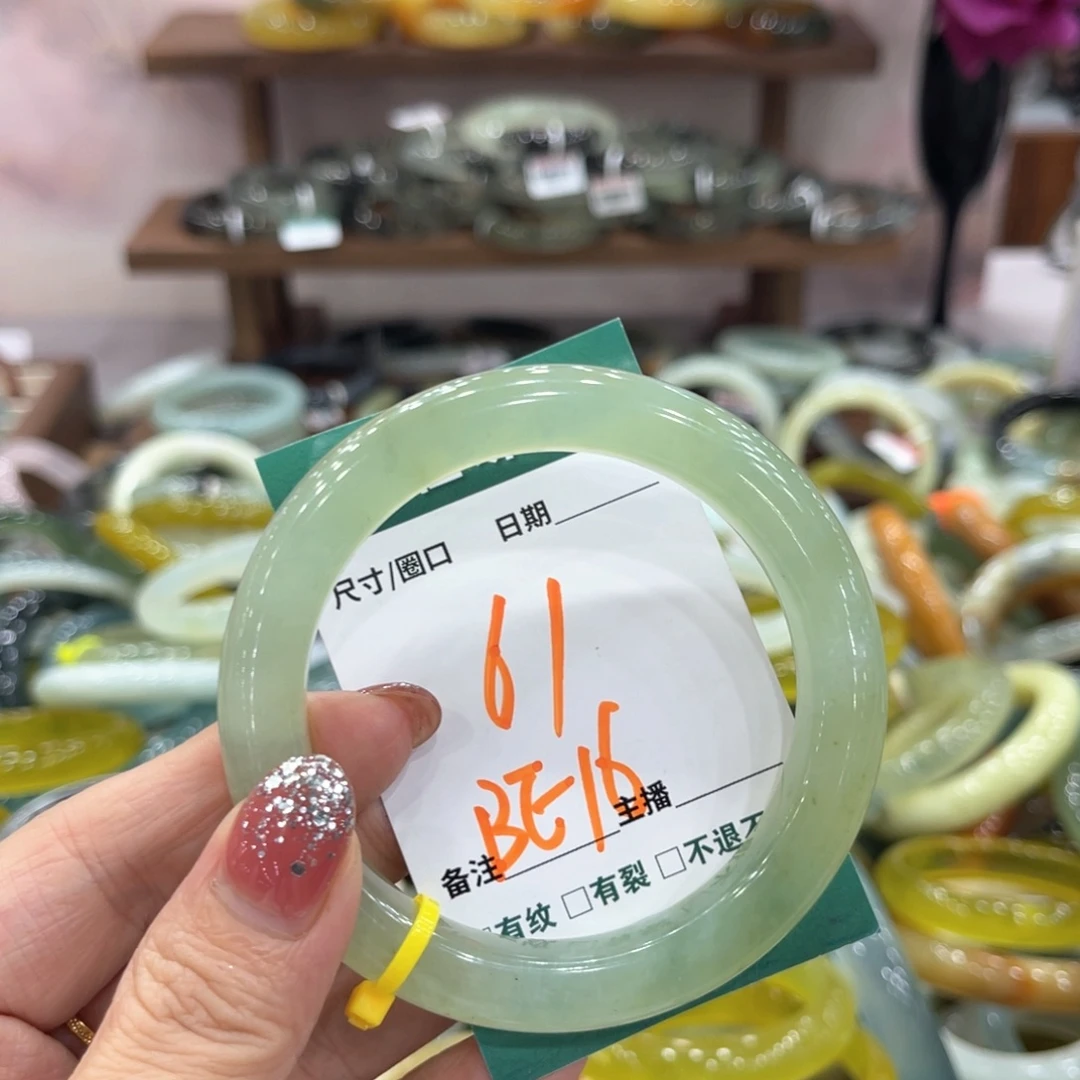 日期
尺寸/圈口
61
BE16
主播
备注
有纹 □有裂 □不退